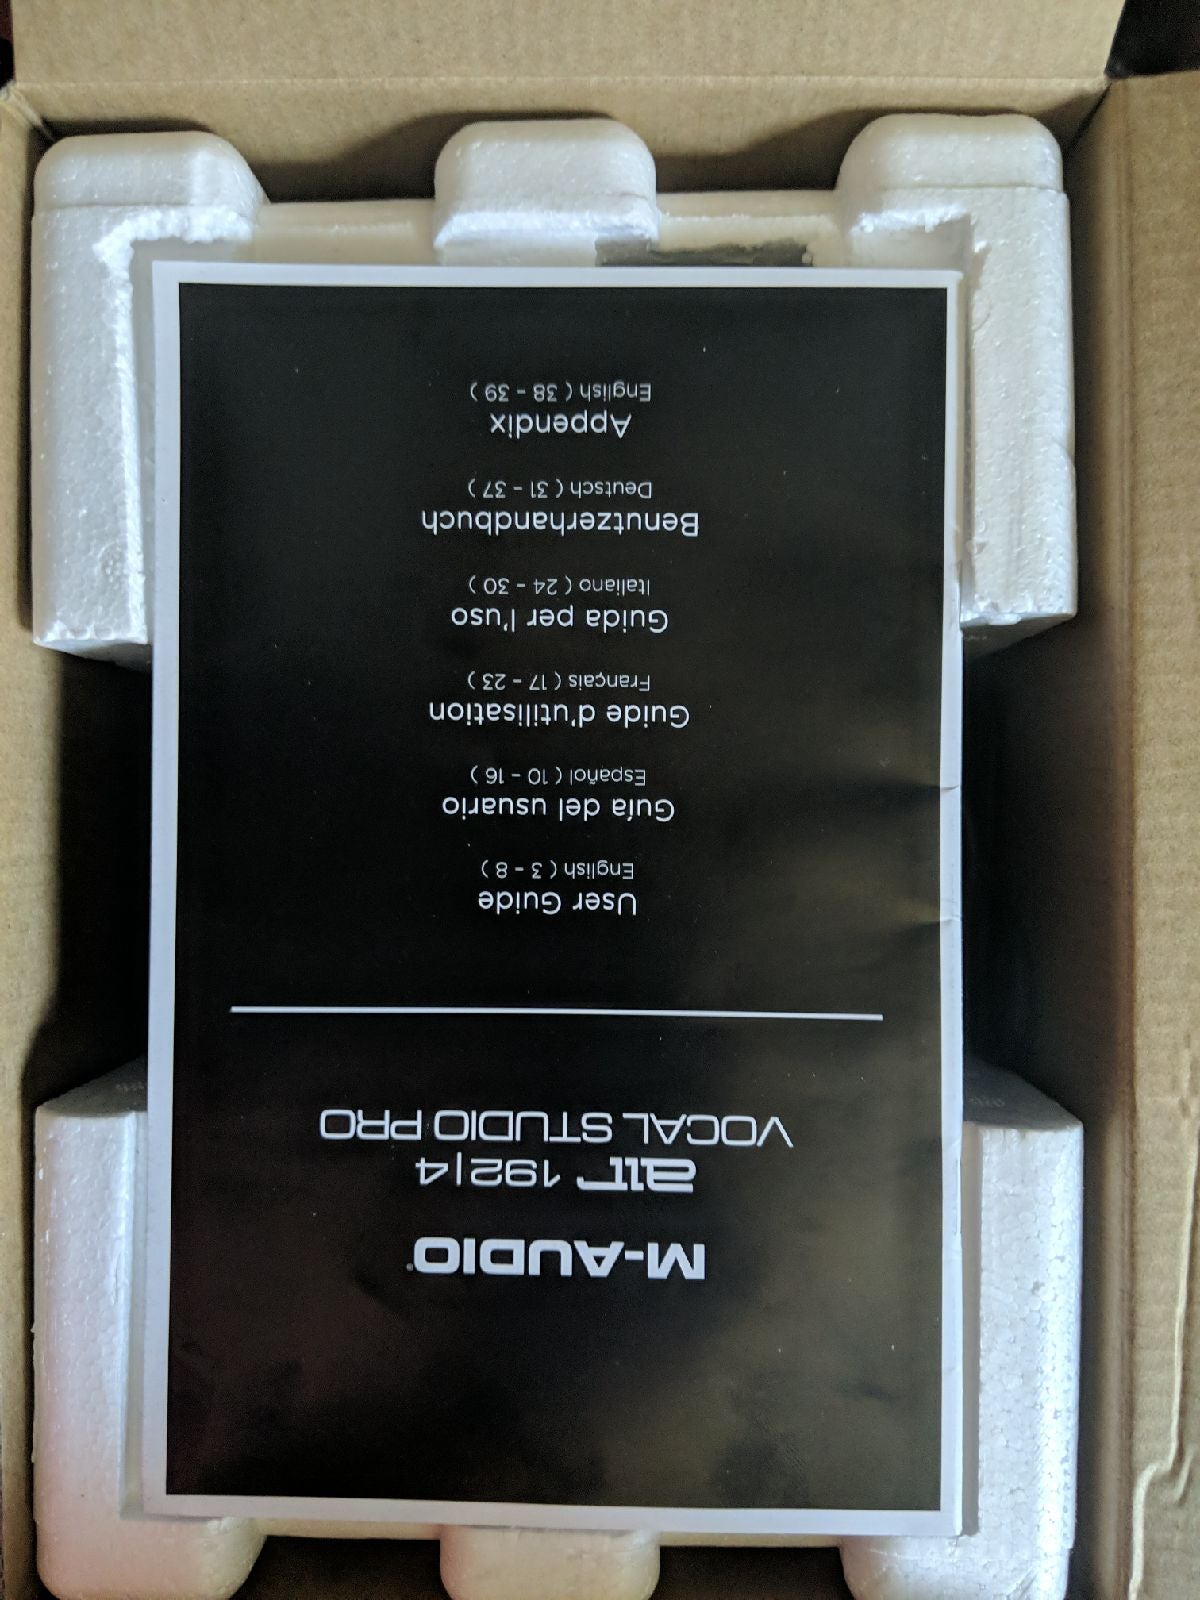 M-AUDIO®
AIR 192|4
VOCAL STUDIO PRO
User Guide
English ( 3 – 8 )
Guía del usuario
Español ( 10 – 16 )
Guide d'utilisation
Français ( 17 – 23 )
Guida per l'uso
Italiano ( 24 – 30 )
Benutzerhandbuch
Deutsch ( 31 – 37 )
Appendix
English ( 38 – 39 )